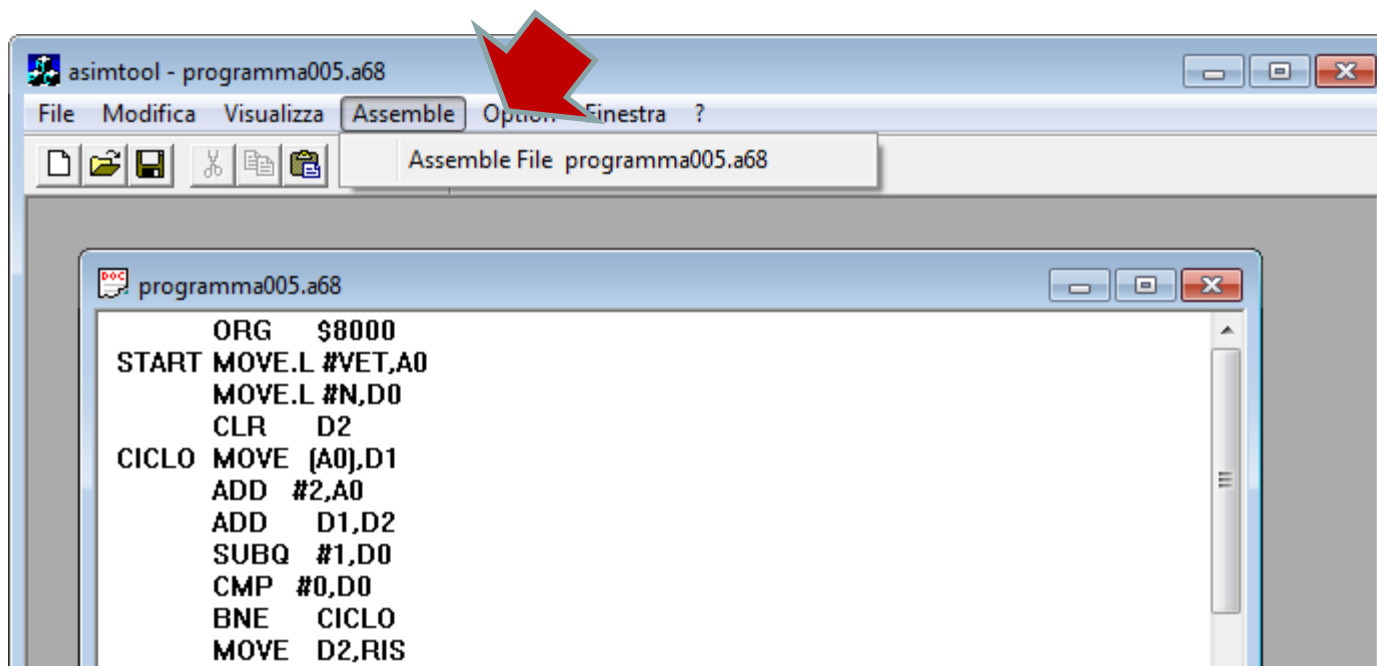 asimtool - programma005.a68
File Modifica Visualizza Assemble Option Finestra ?
Assemble File programma005.a68
DOC
programma005.a68
ORG $8000
START MOVE.L #VET,A0
MOVE.L #N,D0
CLR D2
CICLO MOVE (A0),D1
ADD #2,A0
ADD D1,D2
SUBQ #1,D0
CMP #0,D0
BNE CICLO
MOVE D2,RIS